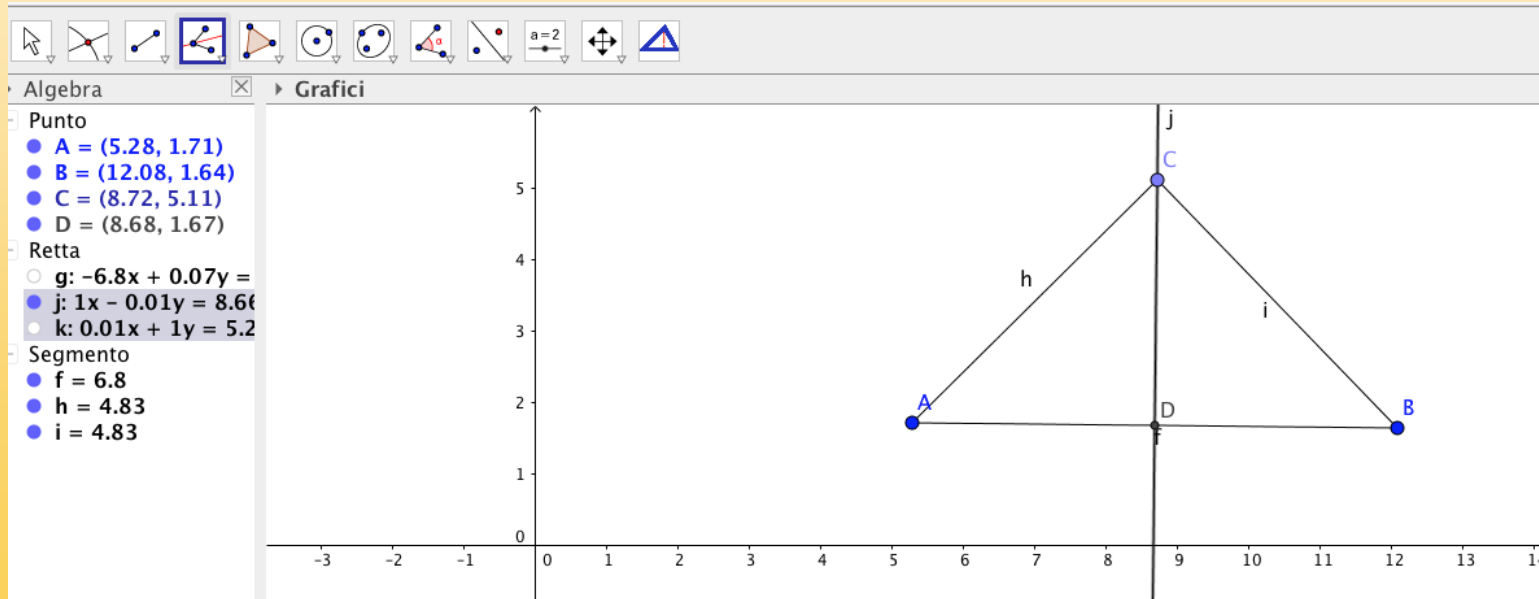 α
a=2
Algebra
Grafici
Punto
A = (5.28, 1.71)
B = (12.08, 1.64)
C = (8.72, 5.11)
D = (8.68, 1.67)
Retta
g: -6.8x + 0.07y =
j: 1x - 0.01y = 8.66
k: 0.01x + 1y = 5.2
Segmento
f = 6.8
h = 4.83
i = 4.83
j
C
5
4
h
3
i
2
A
D
B
f
1
0
-3 -2 -1 0 1 2 3 4 5 6 7 8 9 10 11 12 13